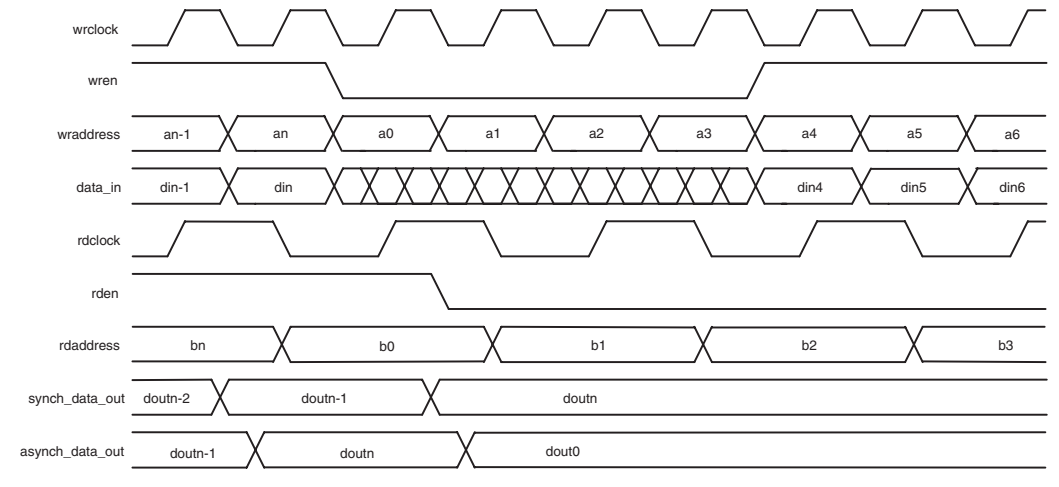 wrclock
wren
wraddress an-1 an a0 a1 a2 a3 a4 a5 a6
data_in din-1 din din4 din5 din6
rdclock
rden
rdaddress bn b0 b1 b2 b3
synch_data_out doutn-2 doutn-1 doutn
asynch_data_out doutn-1 doutn dout0